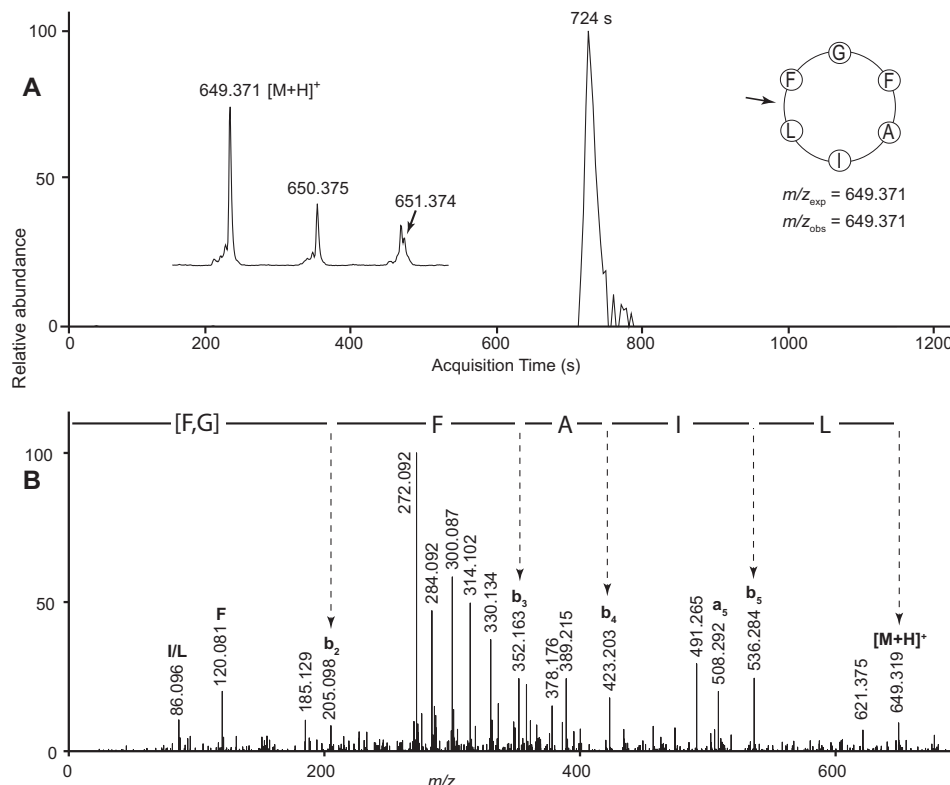 A
Relative abundance
100
50
0
649.371 [M+H]+
650.375
651.374
724 s
F
G
F
L
A
I
m/zexp = 649.371
m/zobs = 649.371
0
200
400
600
800
1000
1200
Acquisition Time (s)
B
[F,G]
F
A
I
L
100
50
0
I/L
86.096
F
120.081
185.129
b2
205.098
272.092
284.092
300.087
314.102
330.134
b3
352.163
378.176
389.215
b4
423.203
491.265
a5
508.292
b5
536.284
621.375
[M+H]+
649.319
0
200
400
600
m/z